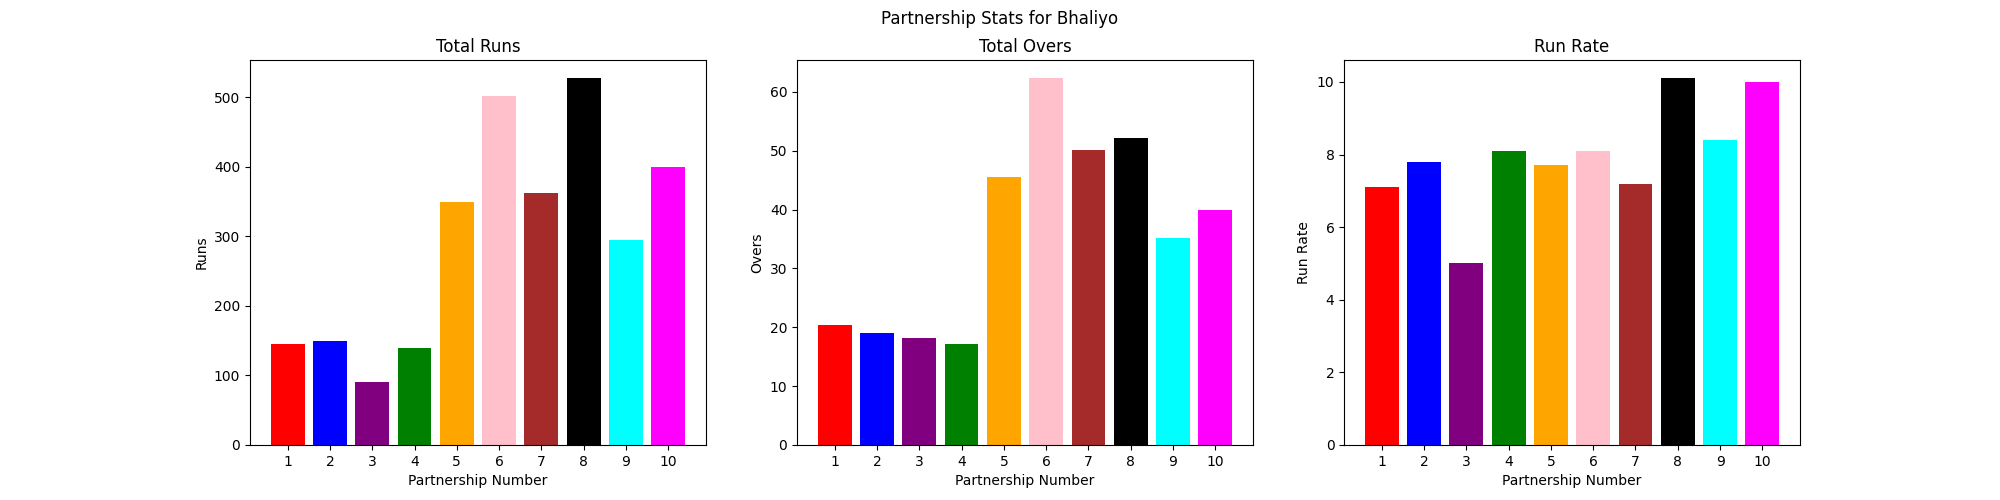 Partnership Stats for Bhaliyo
Total Runs
Runs
500
400
300
200
100
0
1 2 3 4 5 6 7 8 9 10
Partnership Number
Total Overs
Overs
60
50
40
30
20
10
0
1 2 3 4 5 6 7 8 9 10
Partnership Number
Run Rate
Run Rate
10
8
6
4
2
0
1 2 3 4 5 6 7 8 9 10
Partnership Number